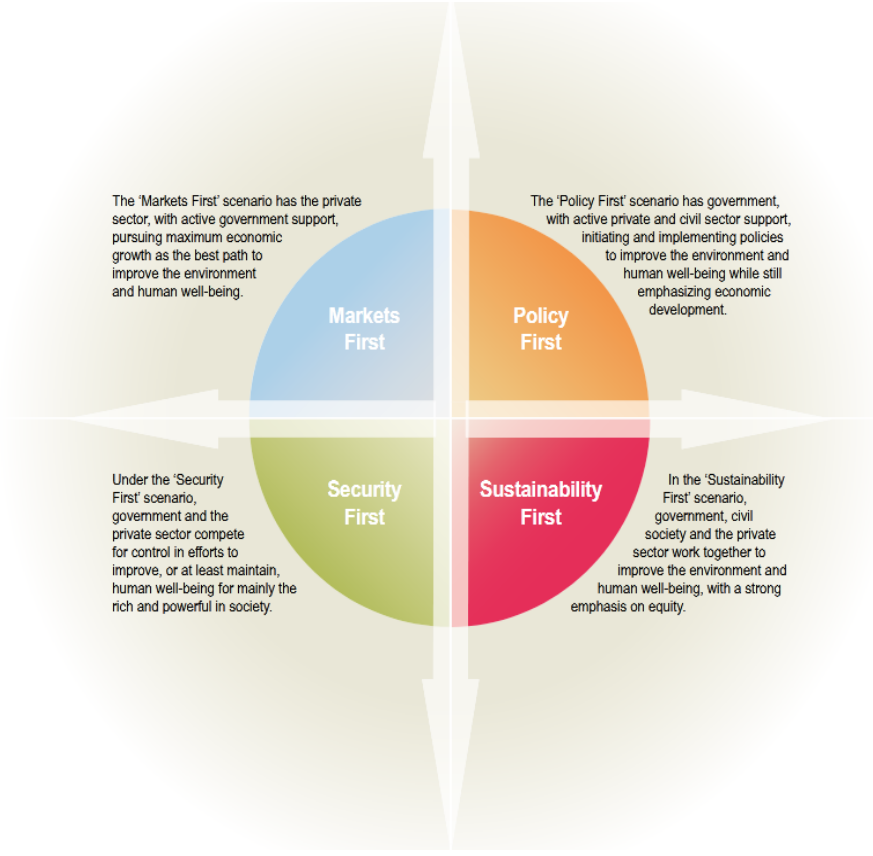 The ‘Markets First’ scenario has the private
sector, with active government support,
pursuing maximum economic
growth as the best path to
improve the environment
and human well-being.
The ‘Policy First’ scenario has government,
with active private and civil sector support,
initiating and implementing policies
to improve the environment and
human well-being while still
emphasizing economic
development.
Markets
First
Policy
First
Security
First
Sustainability
First
Under the ‘Security
First’ scenario,
government and the
private sector compete
for control in efforts to
improve, or at least maintain,
human well-being for mainly the
rich and powerful in society.
In the ‘Sustainability
First’ scenario,
government, civil
society and the private
sector work together to
improve the environment and
human well-being, with a strong
emphasis on equity.